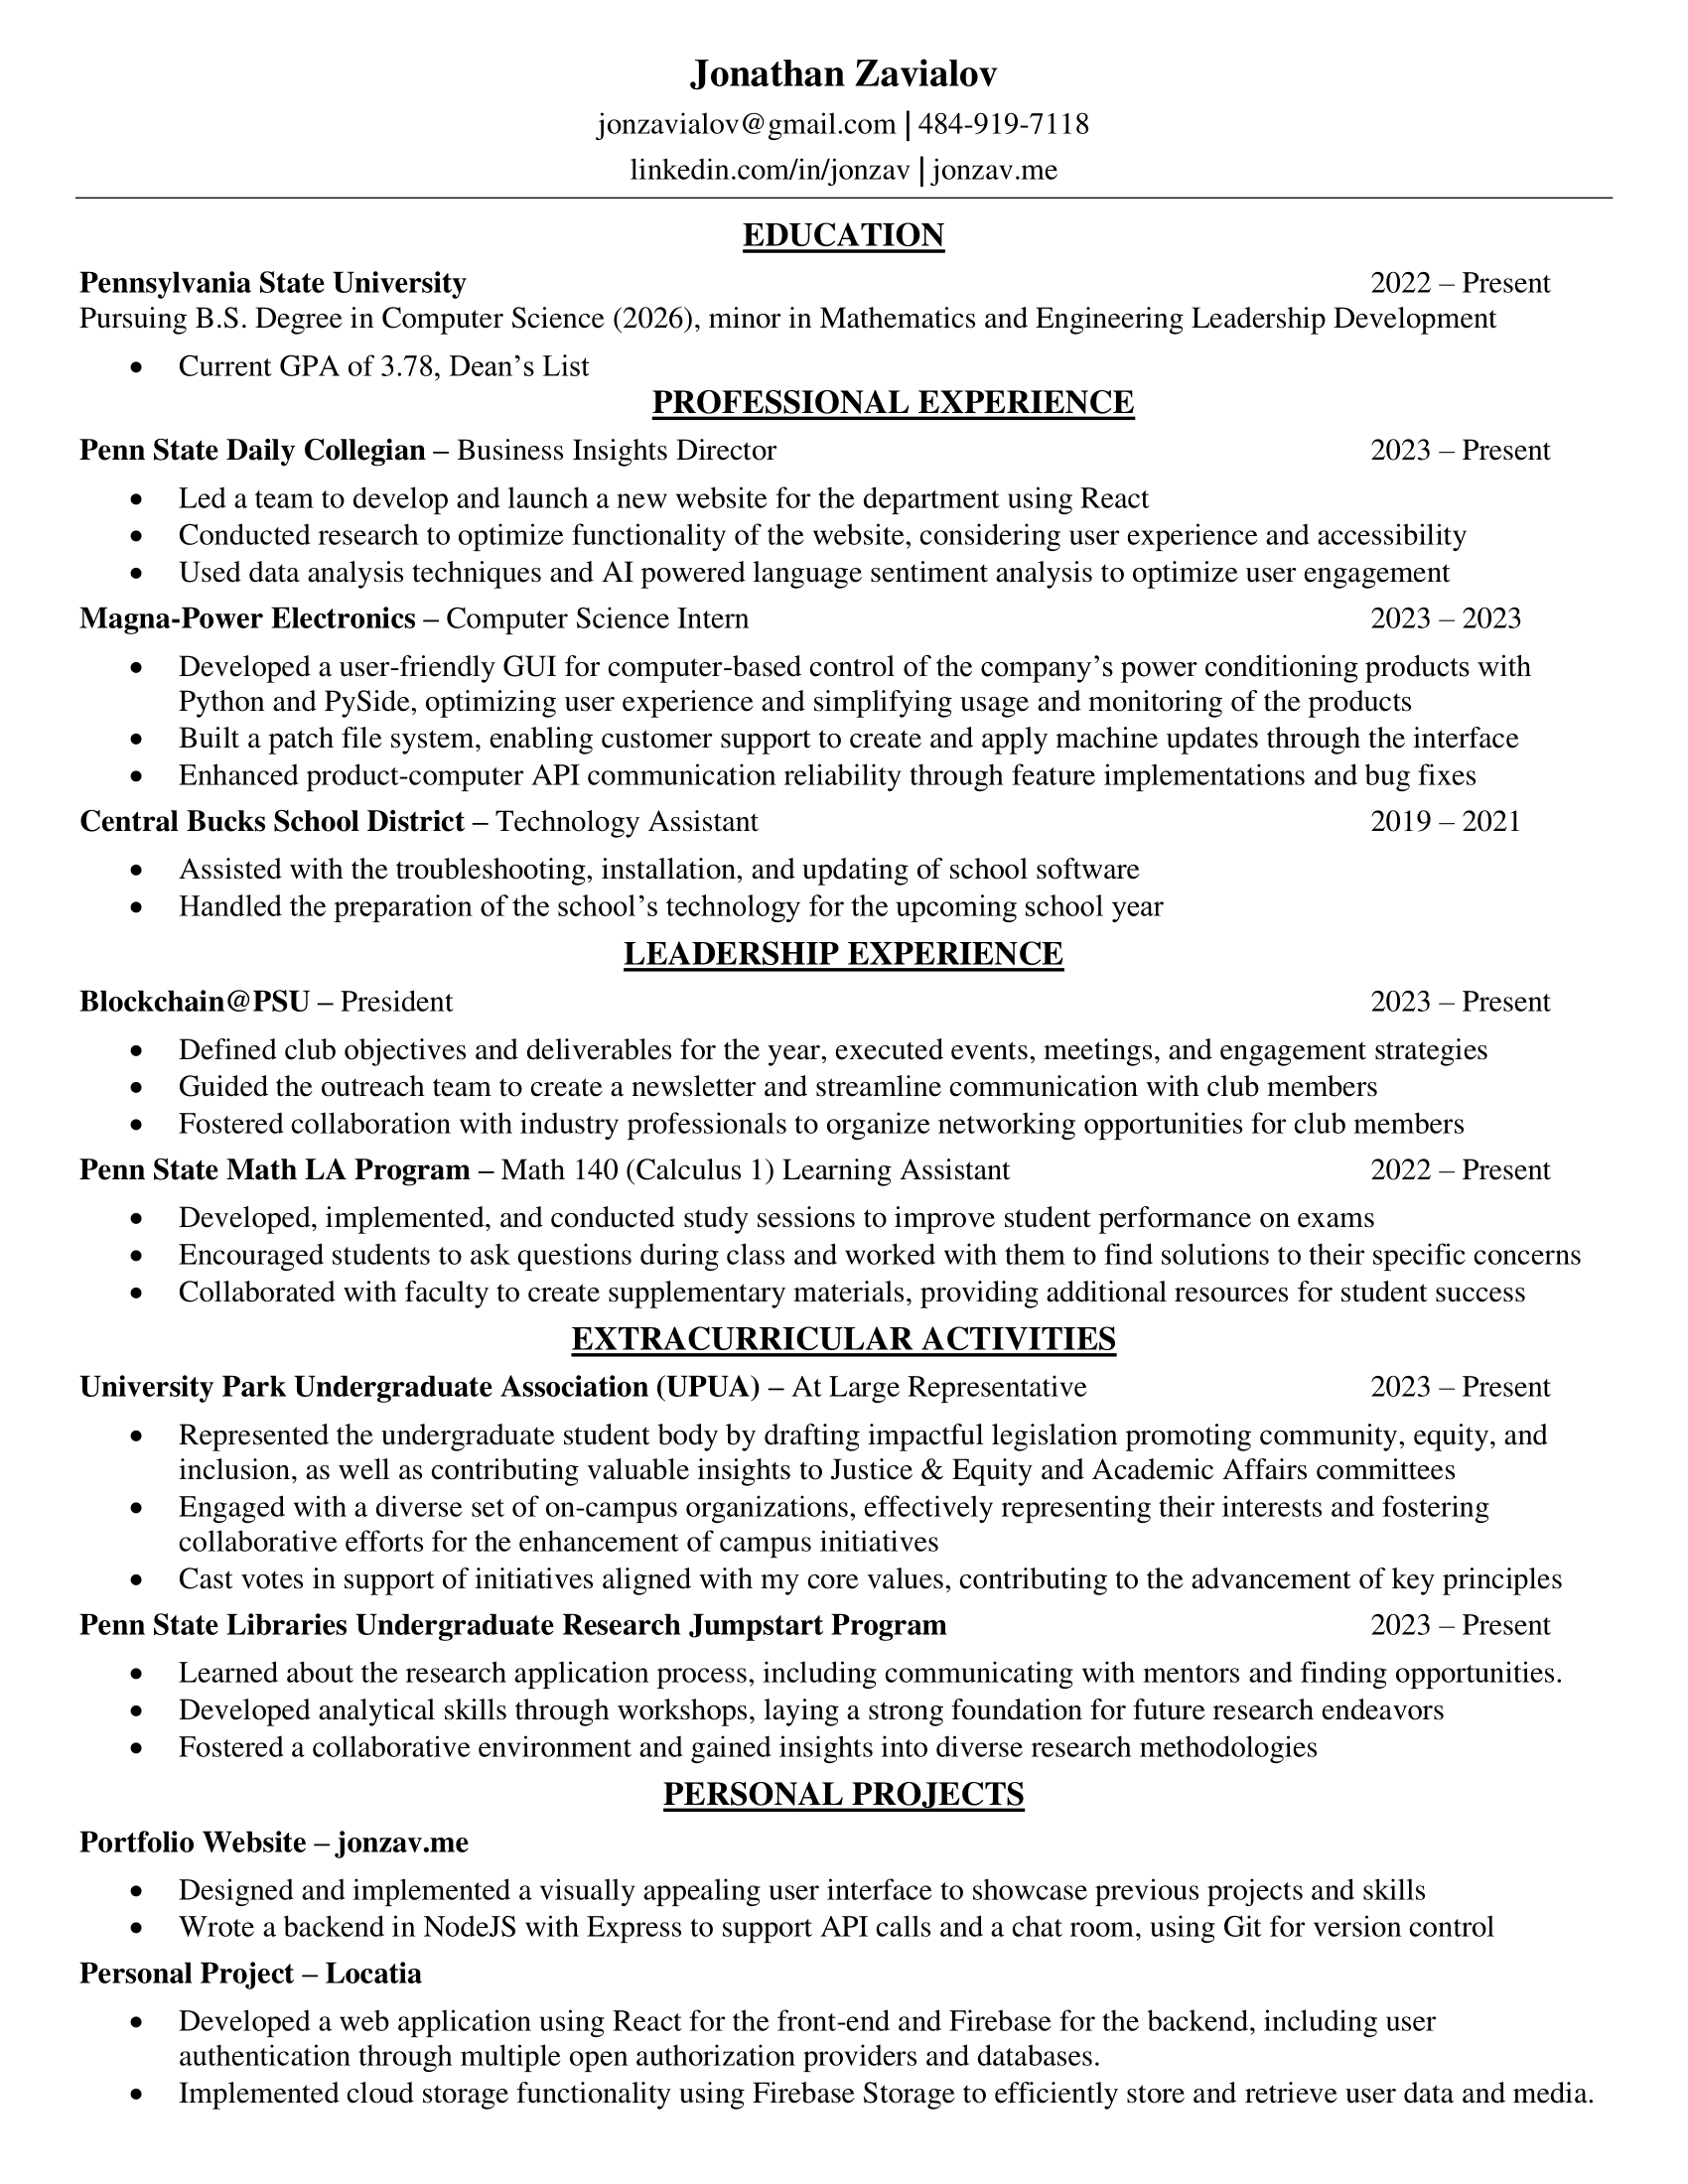 Jonathan Zavialov
jonzavialov@gmail.com | 484-919-7118
linkedin.com/in/jonzav | jonzav.me
EDUCATION
Pennsylvania State University 2022 – Present
Pursuing B.S. Degree in Computer Science (2026), minor in Mathematics and Engineering Leadership Development
• Current GPA of 3.78, Dean’s List
PROFESSIONAL EXPERIENCE
Penn State Daily Collegian – Business Insights Director 2023 – Present
• Led a team to develop and launch a new website for the department using React
• Conducted research to optimize functionality of the website, considering user experience and accessibility
• Used data analysis techniques and AI powered language sentiment analysis to optimize user engagement
Magna-Power Electronics – Computer Science Intern 2023 – 2023
• Developed a user-friendly GUI for computer-based control of the company’s power conditioning products with
Python and PySide, optimizing user experience and simplifying usage and monitoring of the products
• Built a patch file system, enabling customer support to create and apply machine updates through the interface
• Enhanced product-computer API communication reliability through feature implementations and bug fixes
Central Bucks School District – Technology Assistant 2019 – 2021
• Assisted with the troubleshooting, installation, and updating of school software
• Handled the preparation of the school’s technology for the upcoming school year
LEADERSHIP EXPERIENCE
Blockchain@PSU – President 2023 – Present
• Defined club objectives and deliverables for the year, executed events, meetings, and engagement strategies
• Guided the outreach team to create a newsletter and streamline communication with club members
• Fostered collaboration with industry professionals to organize networking opportunities for club members
Penn State Math LA Program – Math 140 (Calculus 1) Learning Assistant 2022 – Present
• Developed, implemented, and conducted study sessions to improve student performance on exams
• Encouraged students to ask questions during class and worked with them to find solutions to their specific concerns
• Collaborated with faculty to create supplementary materials, providing additional resources for student success
EXTRACURRICULAR ACTIVITIES
University Park Undergraduate Association (UPUA) – At Large Representative 2023 – Present
• Represented the undergraduate student body by drafting impactful legislation promoting community, equity, and
inclusion, as well as contributing valuable insights to Justice & Equity and Academic Affairs committees
• Engaged with a diverse set of on-campus organizations, effectively representing their interests and fostering
collaborative efforts for the enhancement of campus initiatives
• Cast votes in support of initiatives aligned with my core values, contributing to the advancement of key principles
Penn State Libraries Undergraduate Research Jumpstart Program 2023 – Present
• Learned about the research application process, including communicating with mentors and finding opportunities.
• Developed analytical skills through workshops, laying a strong foundation for future research endeavors
• Fostered a collaborative environment and gained insights into diverse research methodologies
PERSONAL PROJECTS
Portfolio Website – jonzav.me
• Designed and implemented a visually appealing user interface to showcase previous projects and skills
• Wrote a backend in NodeJS with Express to support API calls and a chat room, using Git for version control
Personal Project – Locatia
• Developed a web application using React for the front-end and Firebase for the backend, including user
authentication through multiple open authorization providers and databases.
• Implemented cloud storage functionality using Firebase Storage to efficiently store and retrieve user data and media.